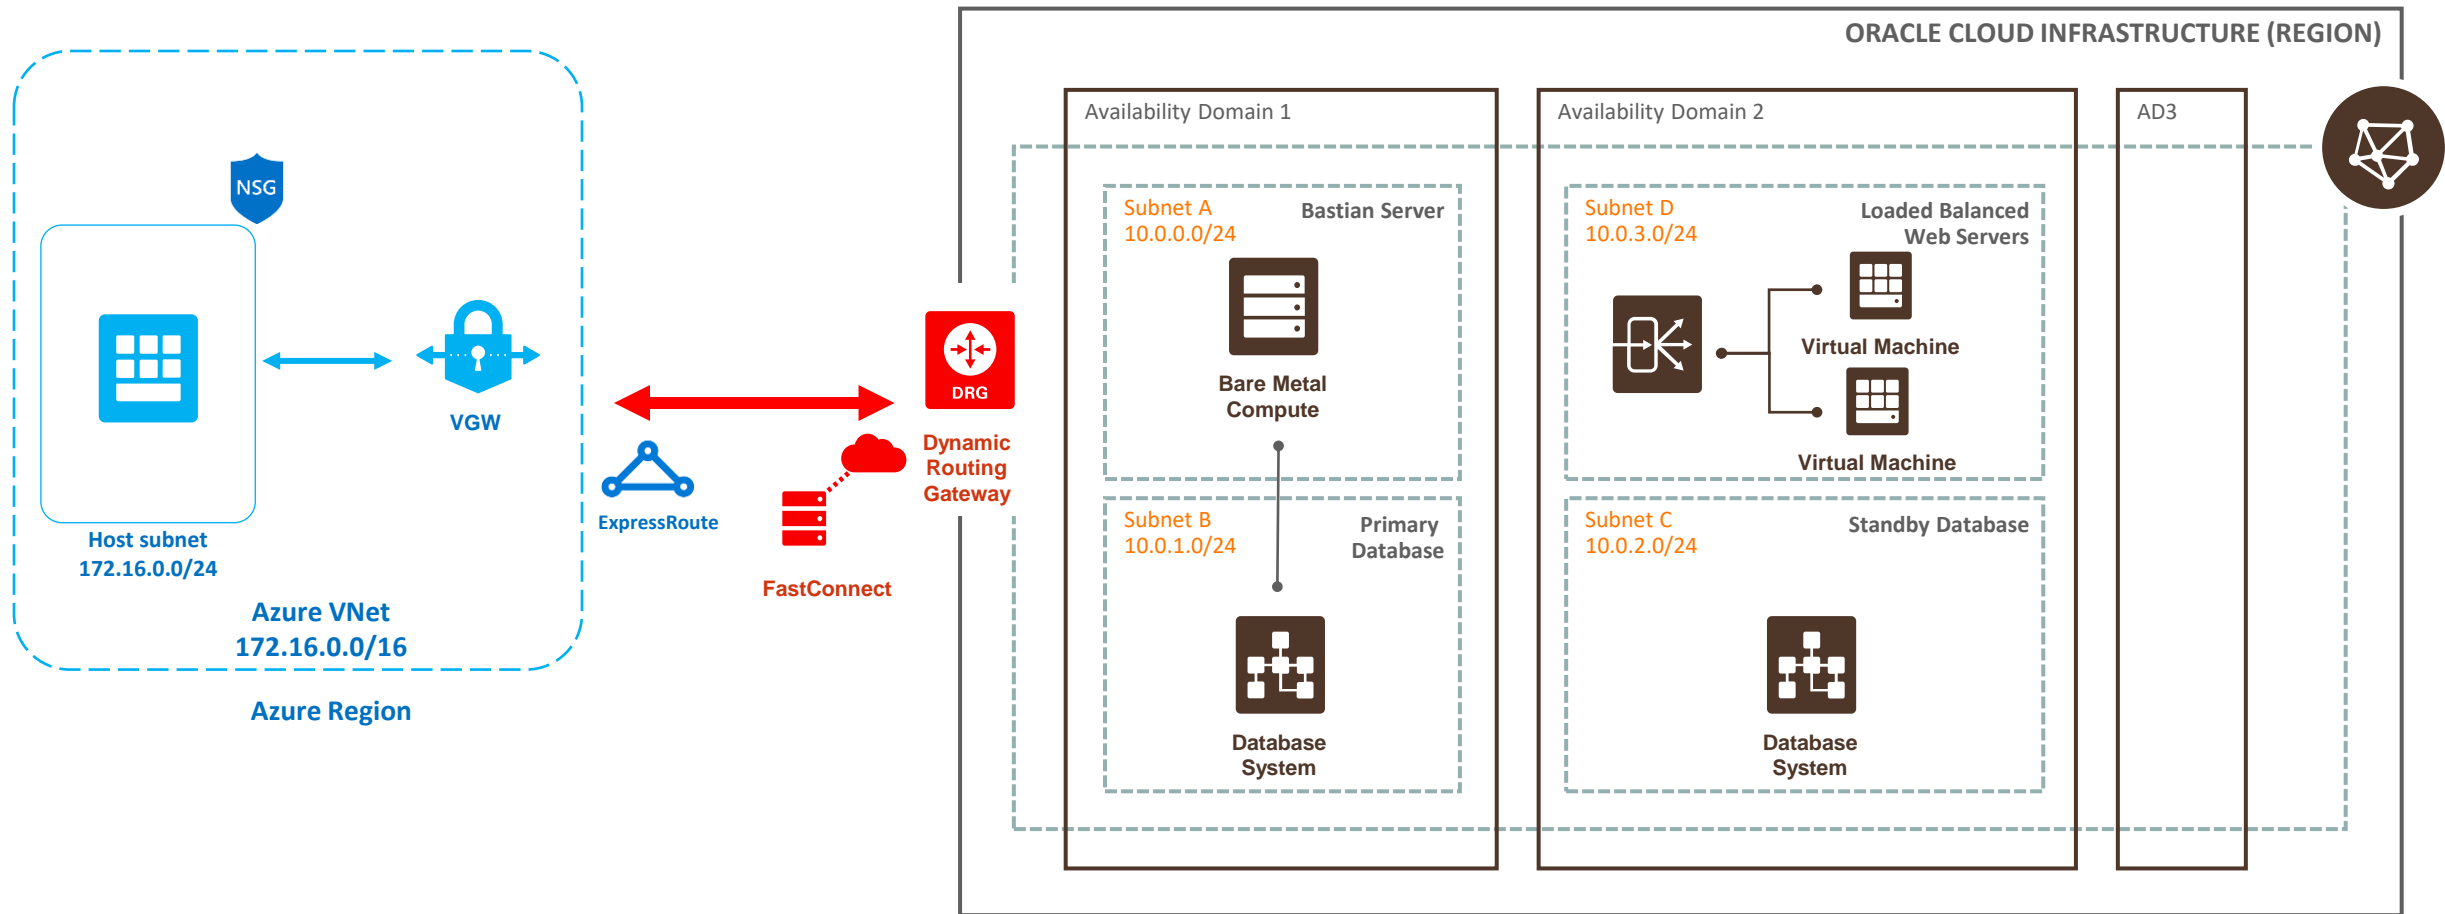 ORACLE CLOUD INFRASTRUCTURE (REGION)
NSG
Host subnet
172.16.0.0/24
VGW
Azure VNet
172.16.0.0/16
Azure Region
ExpressRoute
FastConnect
DRG
Dynamic
Routing
Gateway
Availability Domain 1
Subnet A
10.0.0.0/24
Bastian Server
Bare Metal
Compute
Subnet B
10.0.1.0/24
Primary
Database
Database
System
Availability Domain 2
Subnet D
10.0.3.0/24
Loaded Balanced
Web Servers
Virtual Machine
Virtual Machine
Subnet C
10.0.2.0/24
Standby Database
Database
System
AD3